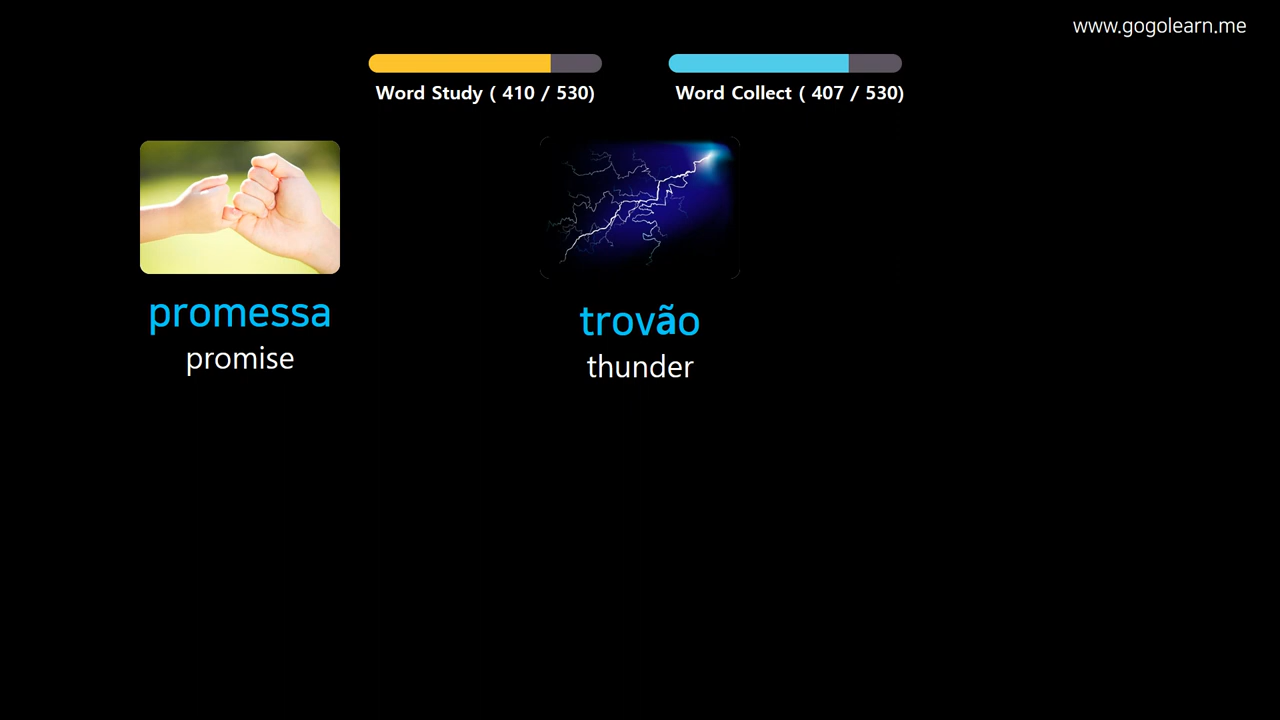 www.gogolearn.me
Word Study ( 410 / 530)
Word Collect ( 407 / 530)
promessa
promise
trovão
thunder